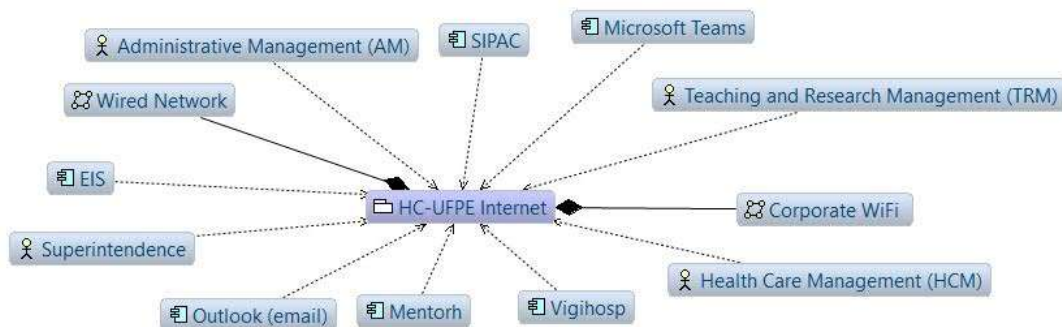 Microsoft Teams
SIPAC
Administrative Management (AM)
Wired Network
Teaching and Research Management (TRM)
EIS
HC-UFPE Internet
Corporate WiFi
Superintendence
Health Care Management (HCM)
Outlook (email)
Mentorh
Vigihosp